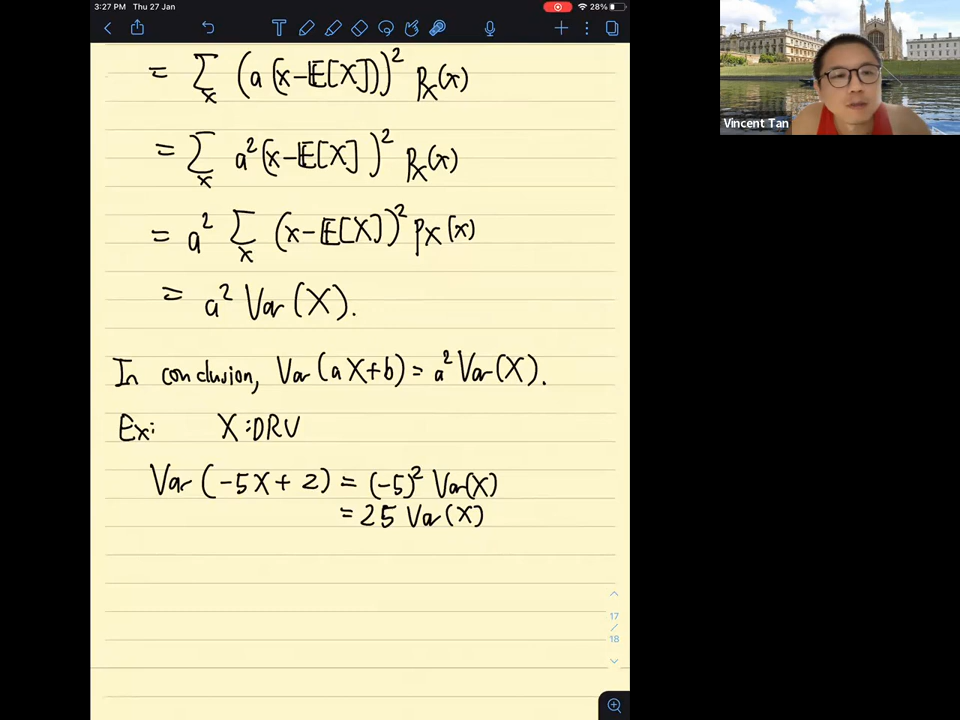 3:27 PM Thu 27 Jan
28%
= ∑ₓ (a(x-𝔼[X]))² Pₓ(x)
= ∑ₓ a²(x-𝔼[X])² Pₓ(x)
= a² ∑ₓ (x-𝔼[X])² Pₓ(x)
= a² Var(X).
In conclusion, Var(aX+b) = a² Var(X).
Ex: X:DRV
Var(-5X+2) = (-5)² Var(X)
= 25 Var(X)
17
/
18
Vincent Tan